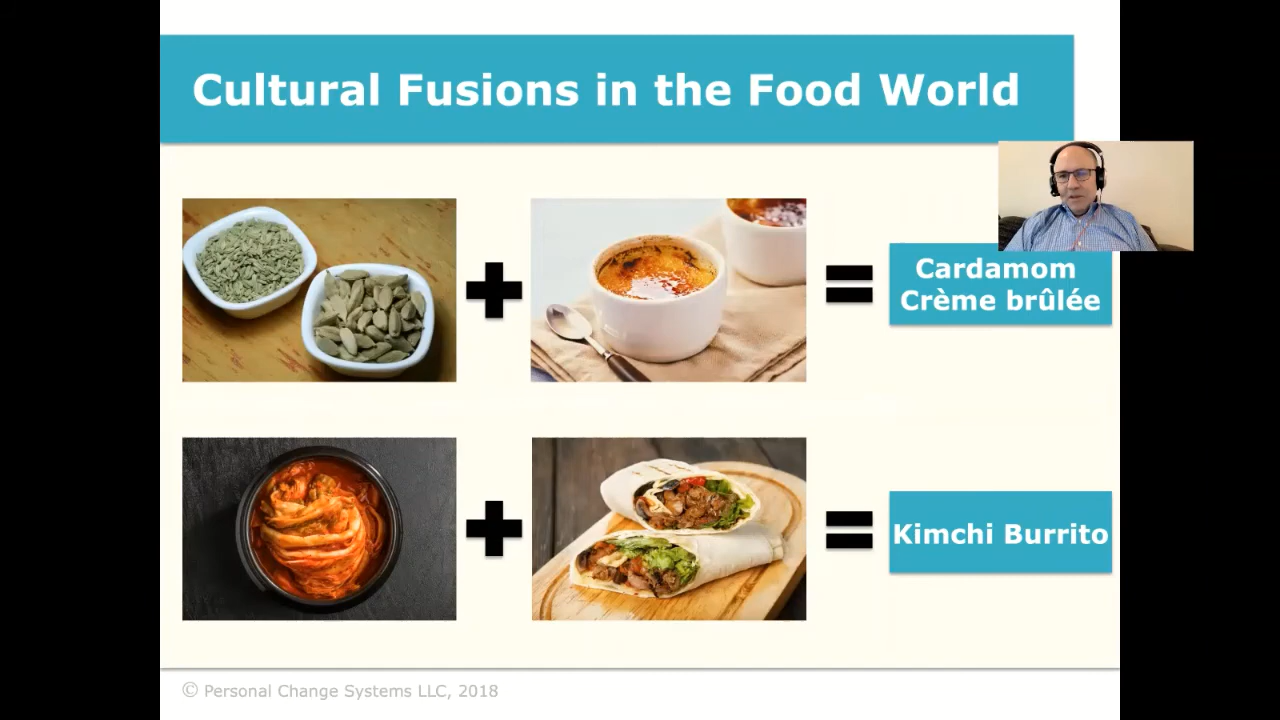 Cultural Fusions in the Food World
Cardamom
Crème brûlée
Kimchi Burrito
© Personal Change Systems LLC, 2018